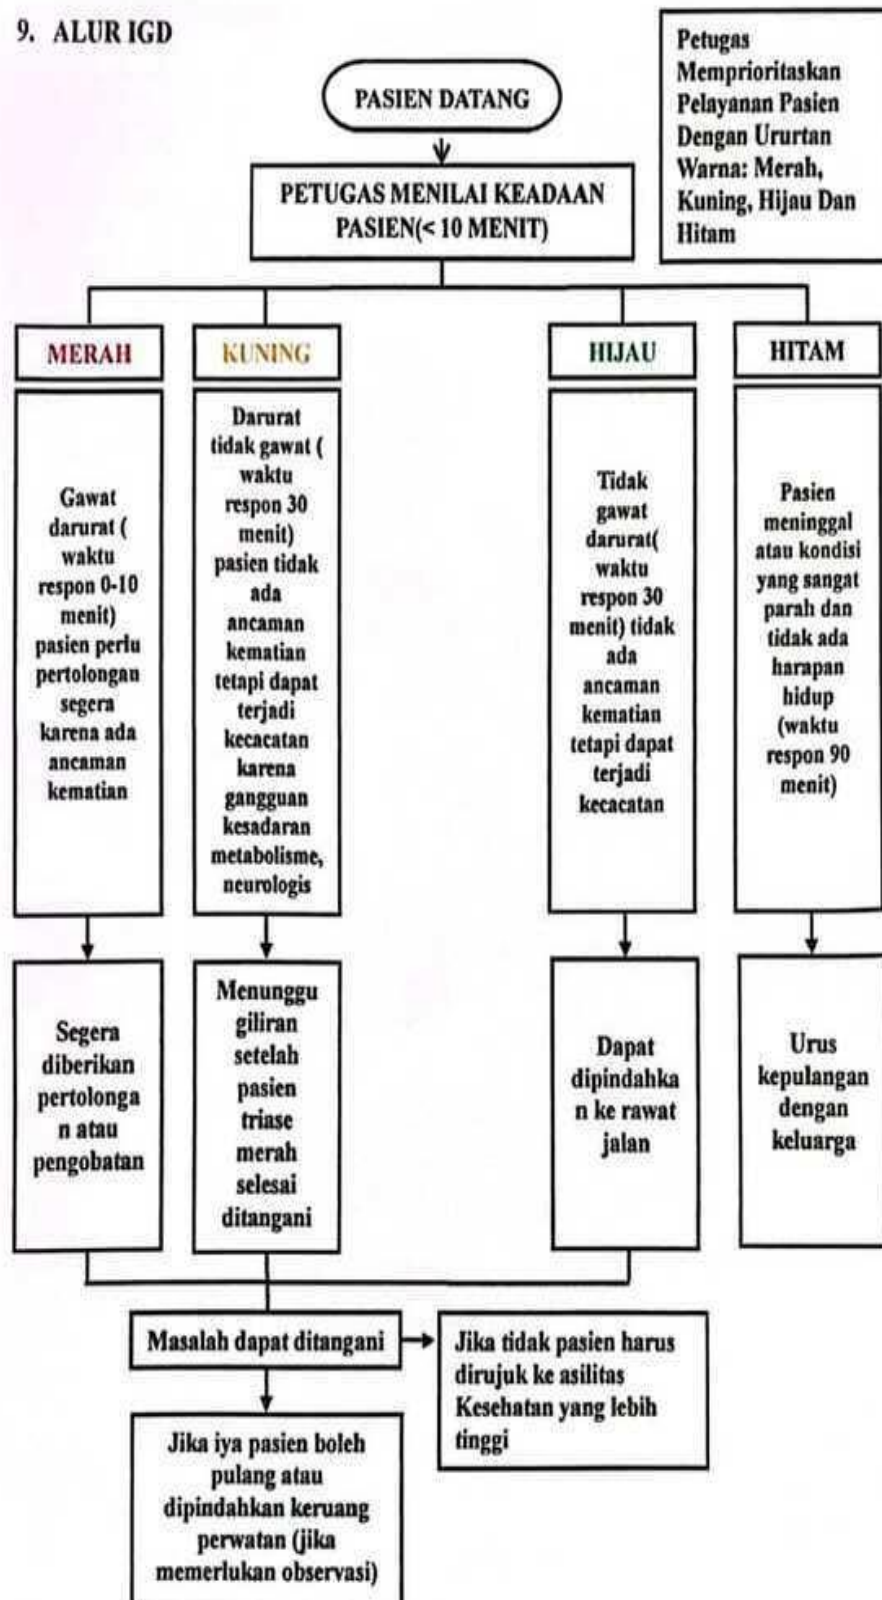 9. ALUR IGD
Petugas
Memprioritaskan
Pelayanan Pasien
Dengan Ururtan
Warna: Merah,
Kuning, Hijau Dan
Hitam
PASIEN DATANG
PETUGAS MENILAI KEADAAN
PASIEN(< 10 MENIT)
MERAH
KUNING
HIJAU
HITAM
Gawat
darurat (
waktu
respon 0-10
menit)
pasien perlu
pertolongan
segera
karena ada
ancaman
kematian
Darurat
tidak gawat (
waktu
respon 30
menit)
pasien tidak
ada
ancaman
kematian
tetapi dapat
terjadi
kecacatan
karena
gangguan
kesadaran
metabolisme,
neurologis
Tidak
gawat
darurat(
waktu
respon 30
menit) tidak
ada
ancaman
kematian
tetapi dapat
terjadi
kecacatan
Pasien
meninggal
atau kondisi
yang sangat
parah dan
tidak ada
harapan
hidup
(waktu
respon 90
menit)
Segera
diberikan
pertolonga
n atau
pengobatan
Menunggu
giliran
setelah
pasien
triase
merah
selesai
ditangani
Dapat
dipindahka
n ke rawat
jalan
Urus
kepulangan
dengan
keluarga
Masalah dapat ditangani
Jika tidak pasien harus
dirujuk ke asilitas
Kesehatan yang lebih
tinggi
Jika iya pasien boleh
pulang atau
dipindahkan keruang
perwatan (jika
memerlukan observasi)